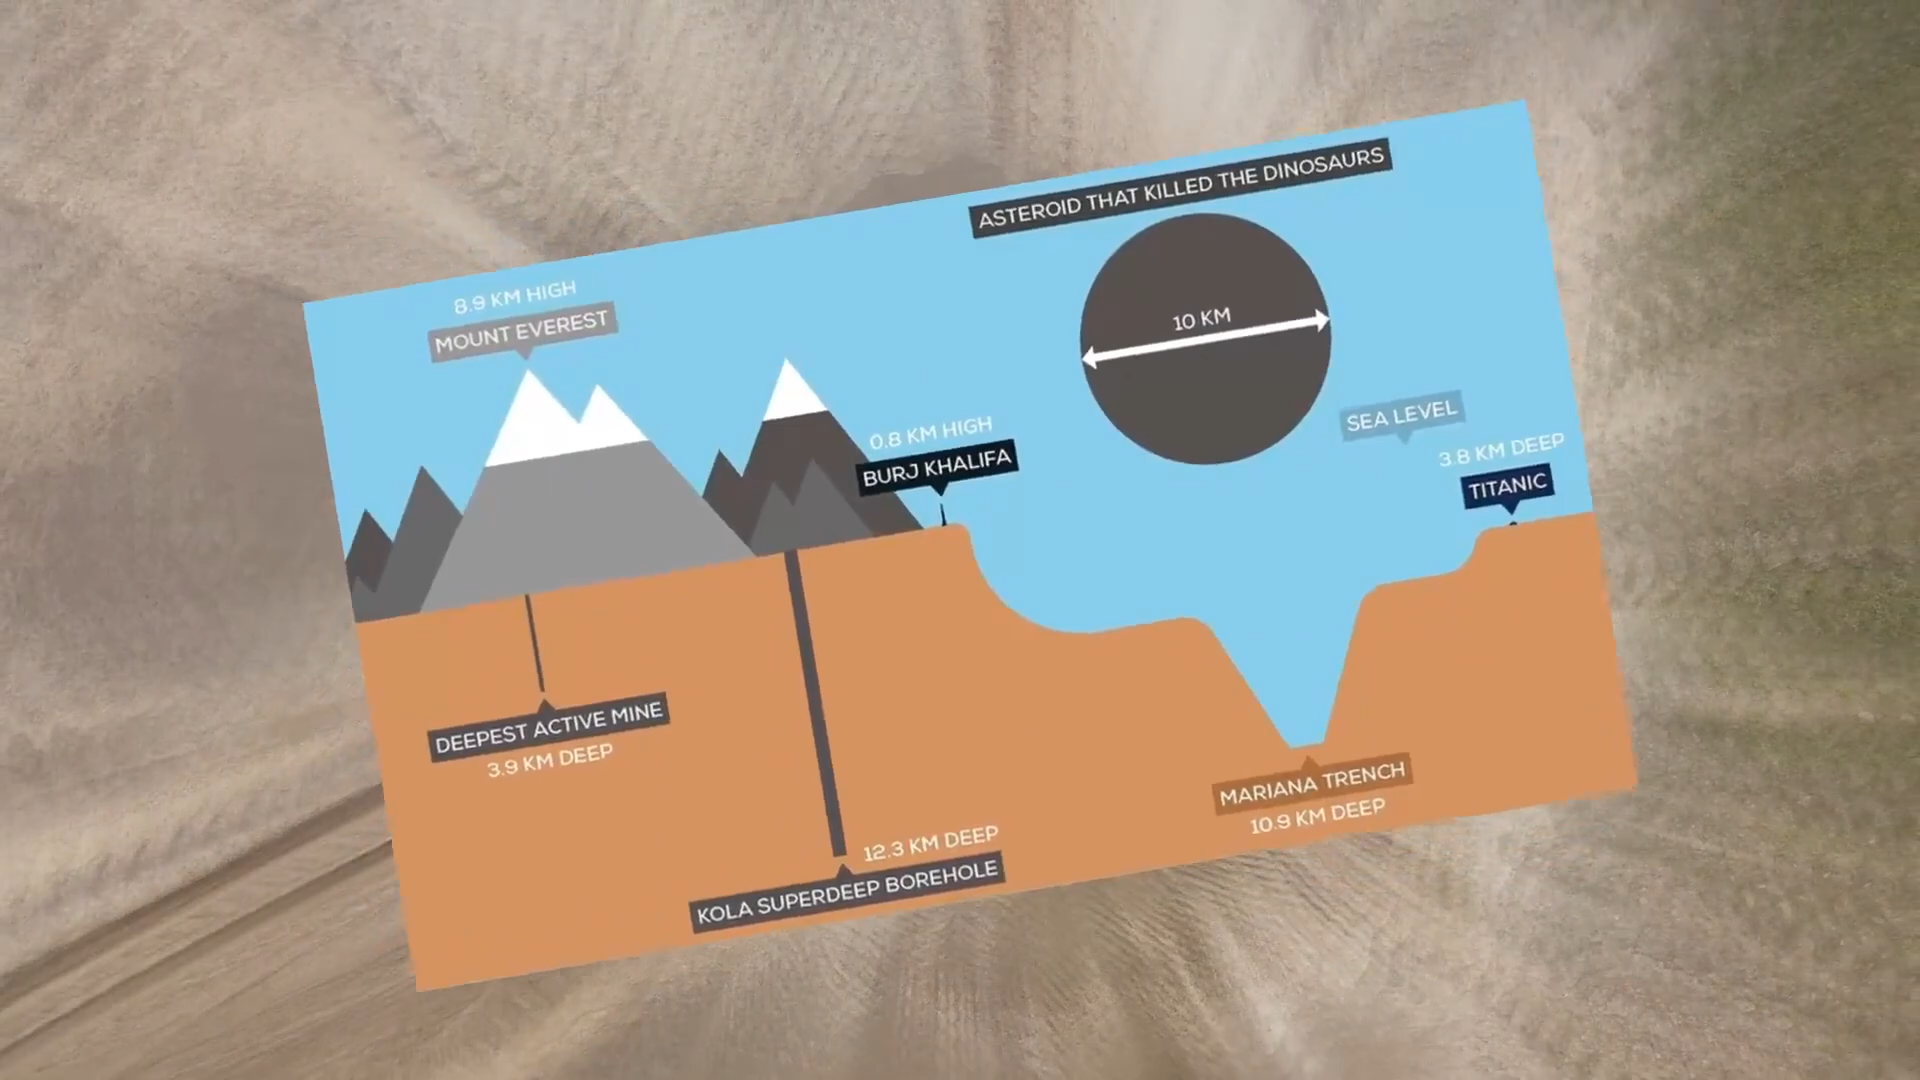 ASTEROID THAT KILLED THE DINOSAURS
10 KM
8.9 KM HIGH
MOUNT EVEREST
0.8 KM HIGH
BURJ KHALIFA
SEA LEVEL
3.8 KM DEEP
TITANIC
DEEPEST ACTIVE MINE
3.9 KM DEEP
12.3 KM DEEP
KOLA SUPERDEEP BOREHOLE
MARIANA TRENCH
10.9 KM DEEP